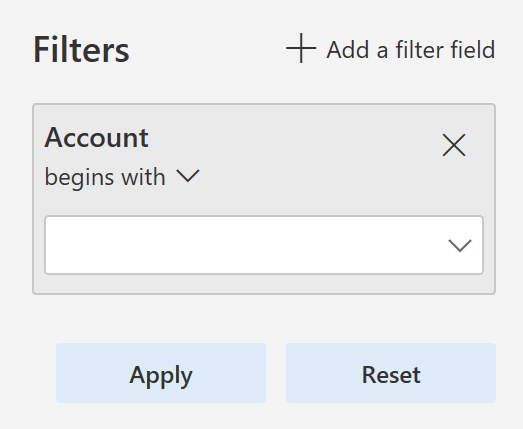 Filters
Add a filter field
Account
begins with
Apply
Reset